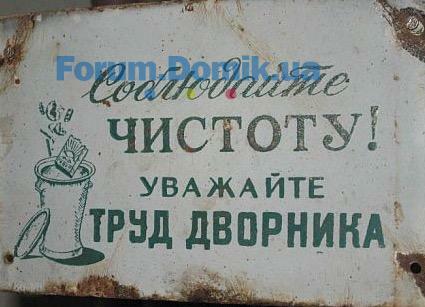 Forum.Domik.ua
Соблюдайте
ЧИСТОТУ!
УВАЖАЙТЕ
ТРУД ДВОРНИКА